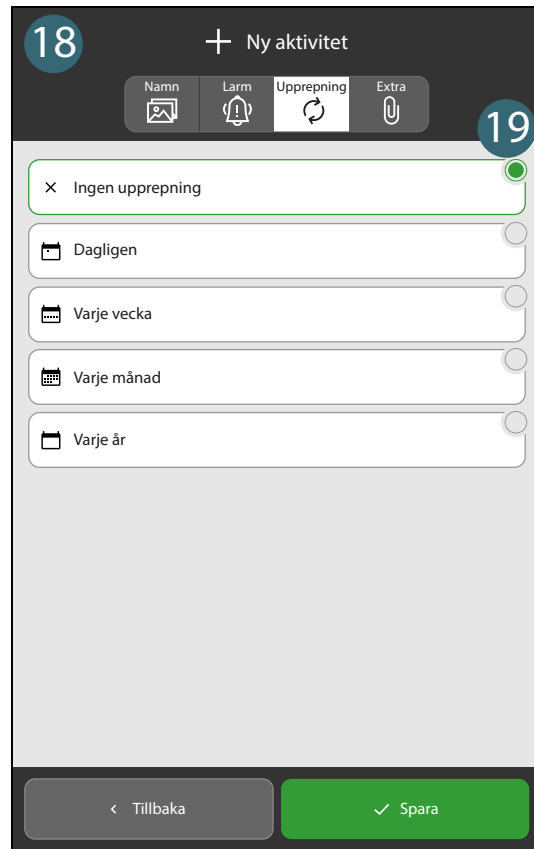 18
Ny aktivitet
Namn
Larm
Upprepning
Extra
19
Ingen upprepning
Dagligen
Varje vecka
Varje månad
Varje år
Tillbaka
Spara